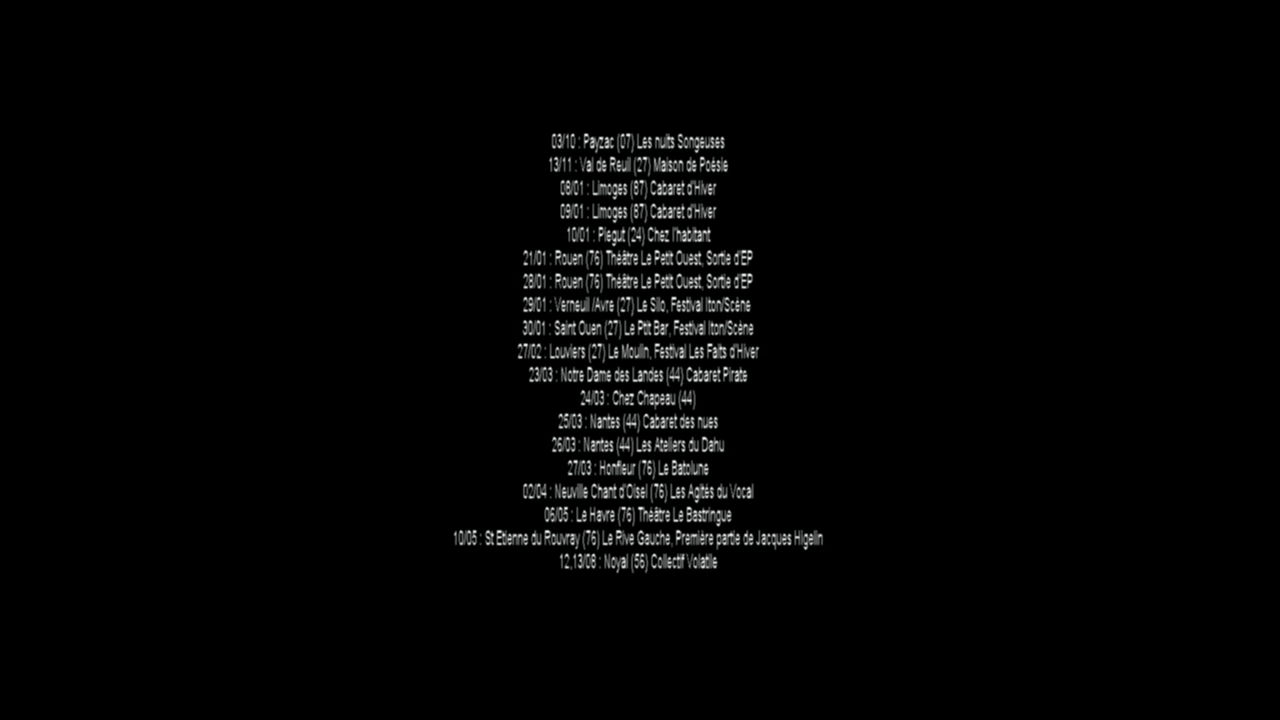 03/10 : Payzac (07) Les nuits Songeuses
13/11 : Val de Reuil (27) Maison de Poésie
08/01 : Limoges (87) Cabaret d'Hiver
09/01 : Limoges (87) Cabaret d'Hiver
10/01 : Piegut (24) Chez l'habitant
21/01 : Rouen (76) Théâtre Le Petit Ouest, Sortie d'EP
28/01 : Rouen (76) Théâtre Le Petit Ouest, Sortie d'EP
29/01 : Verneuil /Avre (27) Le Silo, Festival Iton/Scène
30/01 : Saint Ouen (27) Le Ptit Bar, Festival Iton/Scène
27/02 : Louviers (27) Le Moulin, Festival Les Faits d'Hiver
23/03 : Notre Dame des Landes (44) Cabaret Pirate
24/03 : Chez Chapeau (44)
25/03 : Nantes (44) Cabaret des nues
26/03 : Nantes (44) Les Ateliers du Dahu
27/03 : Honfleur (76) Le Batolune
02/04 : Neuville Chant d'Oisel (76) Les Agités du Vocal
06/05 : Le Havre (76) Théâtre Le Bastringue
10/05 : St Etienne du Rouvray (76) Le Rive Gauche, Première partie de Jacques Higelin
12,13/08 : Noyal (56) Collectif Volatile